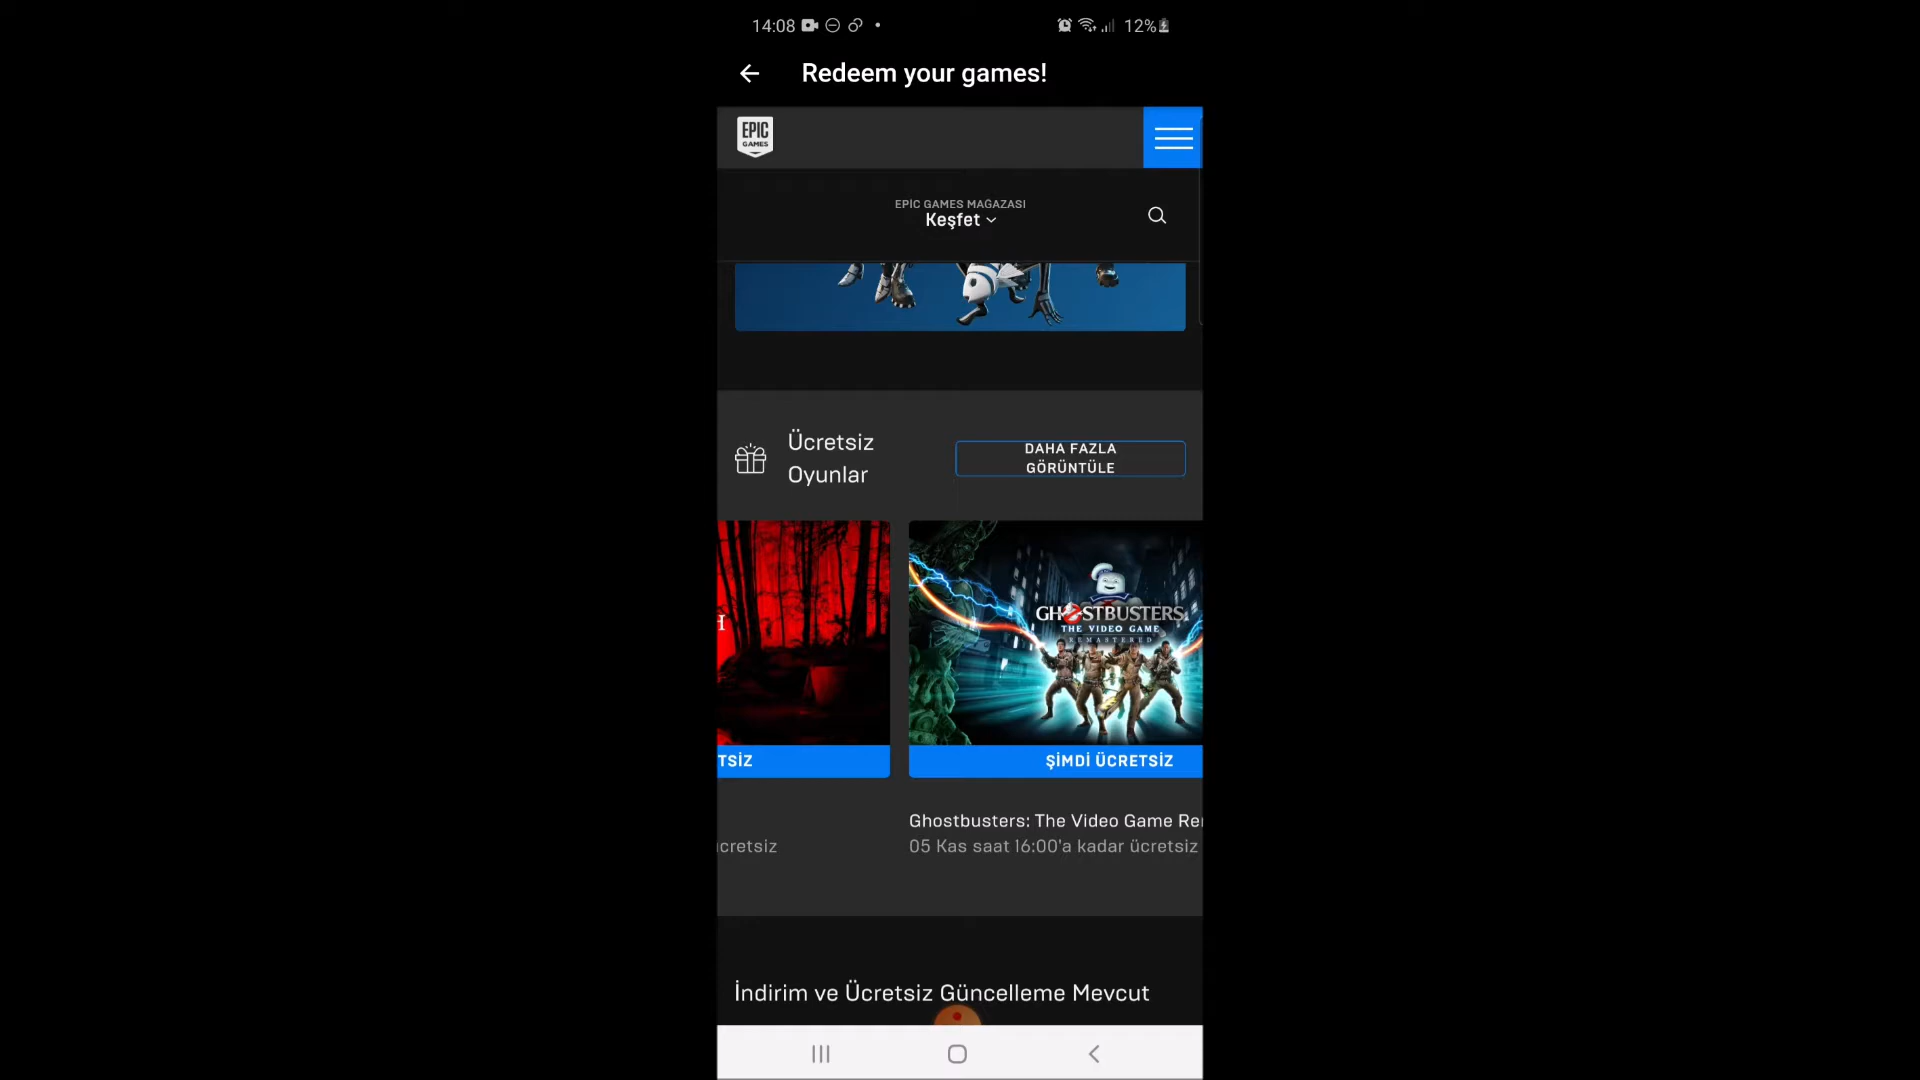 14:08
12%
Redeem your games!
EPIC
GAMES
EPİC GAMES MAĞAZASI
Keşfet
Ücretsiz
Oyunlar
DAHA FAZLA
GÖRÜNTÜLE
H
GHOSTBUSTERS
THE VIDEO GAME
REMASTERED
TSİZ
ŞİMDİ ÜCRETSİZ
Ghostbusters: The Video Game Re
cretsiz
05 Kas saat 16:00'a kadar ücretsiz
İndirim ve Ücretsiz Güncelleme Mevcut